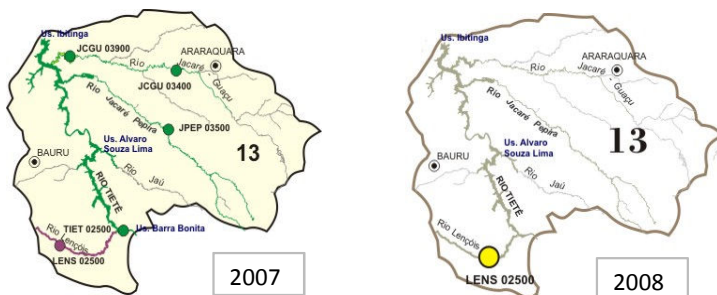 Us. Ibitinga
JCGU 03900
ARARAQUARA
Rio Jacaré - Guaçu
JCGU 03400
Rio Jacaré Pepira
JPEP 03500
Us. Alvaro
Souza Lima
13
BAURU
Rio Jaú
RIO TIETÊ
TIET 02500
Us. Barra Bonita
Rio Lençóis
LENS 02500
2007
Us. Ibitinga
ARARAQUARA
Rio Jacaré - Guaçu
Rio Jacaré Pepira
Us. Alvaro
Souza Lima
13
BAURU
Rio Jaú
RIO TIETÊ
Rio Lençóis
LENS 02500
2008